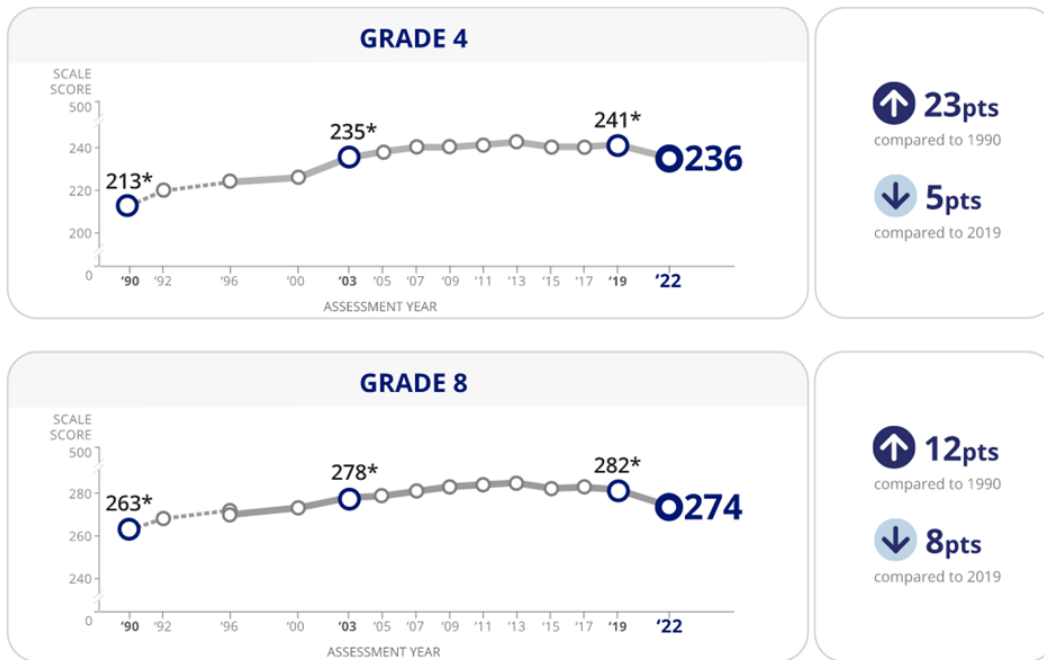 GRADE 4
SCALE
SCORE
500
240
220
200
0
213*
235*
241*
236
‘90 ‘92 ‘96 ‘00 ‘03 ‘05 ‘07 ‘09 ‘11 ‘13 ‘15 ‘17 ‘19 ‘22
ASSESSMENT YEAR
23pts
compared to 1990
5pts
compared to 2019
GRADE 8
SCALE
SCORE
500
280
260
240
0
263*
278*
282*
274
‘90 ‘92 ‘96 ‘00 ‘03 ‘05 ‘07 ‘09 ‘11 ‘13 ‘15 ‘17 ‘19 ‘22
ASSESSMENT YEAR
12pts
compared to 1990
8pts
compared to 2019